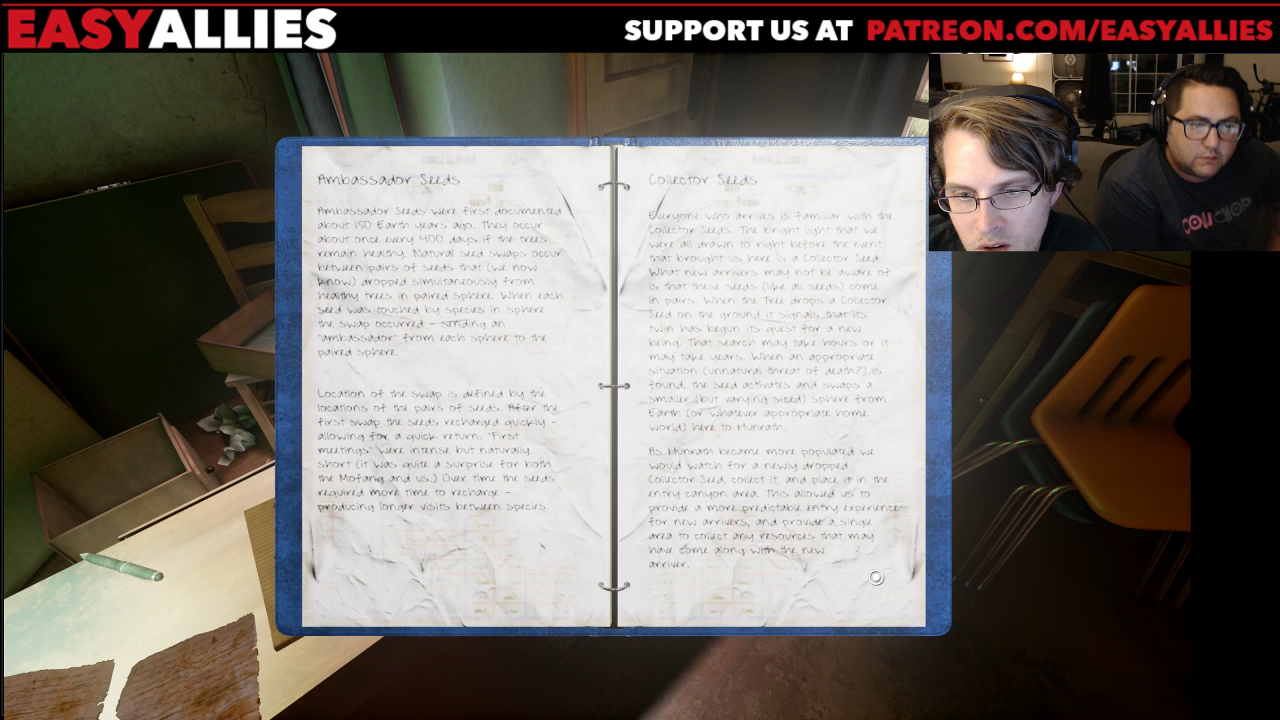 EASYALLIES
SUPPORT US AT PATREON.COM/EASYALLIES
Ambassador Seeds
Ambassador Seeds were first documented
about 150 Earth years ago. They occur
about once every 400 days if the trees
remain healthy. Natural seed swaps occur
between pairs of seeds that (we now
know) dropped simultaneously from
healthy trees in paired sphere. When each
seed was touched by species in sphere
the swap occurred - sending an
"ambassador" from each sphere to the
paired sphere.
Location of the swap is defined by the
locations of the pairs of seeds. After the
first swap the seeds recharged quickly -
allowing for a quick return. "First
meetings" were intense but naturally
short (it was quite a surprise for both
the Mofang and us.) Over time the seeds
required more time to recharge -
producing longer visits between species.
Collector Seeds
Everyone who arrives is familiar with the
Collector Seeds. The bright light that we
were all drawn to right before the event
that brought us here is a Collector Seed.
What new arrivers may not be aware of
is that these seeds (like all seeds) come
in pairs. When the Tree drops a Collector
Seed on the ground it signals that its
twin has begun its quest for a new
being. That search may take hours or it
may take years. When an appropriate
situation (unnatural threat of death?) is
found, the seed activates and swaps a
smaller (but varying sized) sphere from
Earth (or whatever appropriate home
world) here to Hunrath.
As Hunrath became more populated we
would watch for a newly dropped
Collector Seed, collect it, and place it in the
entry canyon area. This allowed us to
provide a more predictable entry experience
for new arrivers, and provide a single
area to collect any resources that may
have come along with the new
arriver.